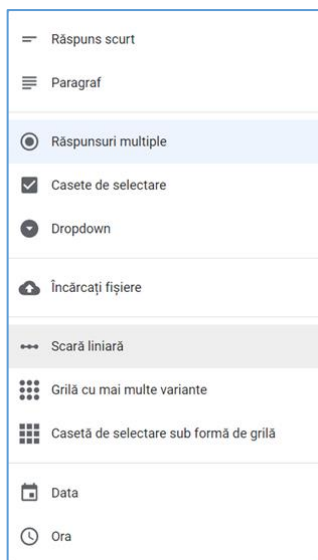 Răspuns scurt
Paragraf
Răspunsuri multiple
Casete de selectare
Dropdown
Încărcați fișiere
Scară liniară
Grilă cu mai multe variante
Casetă de selectare sub formă de grilă
Data
Ora